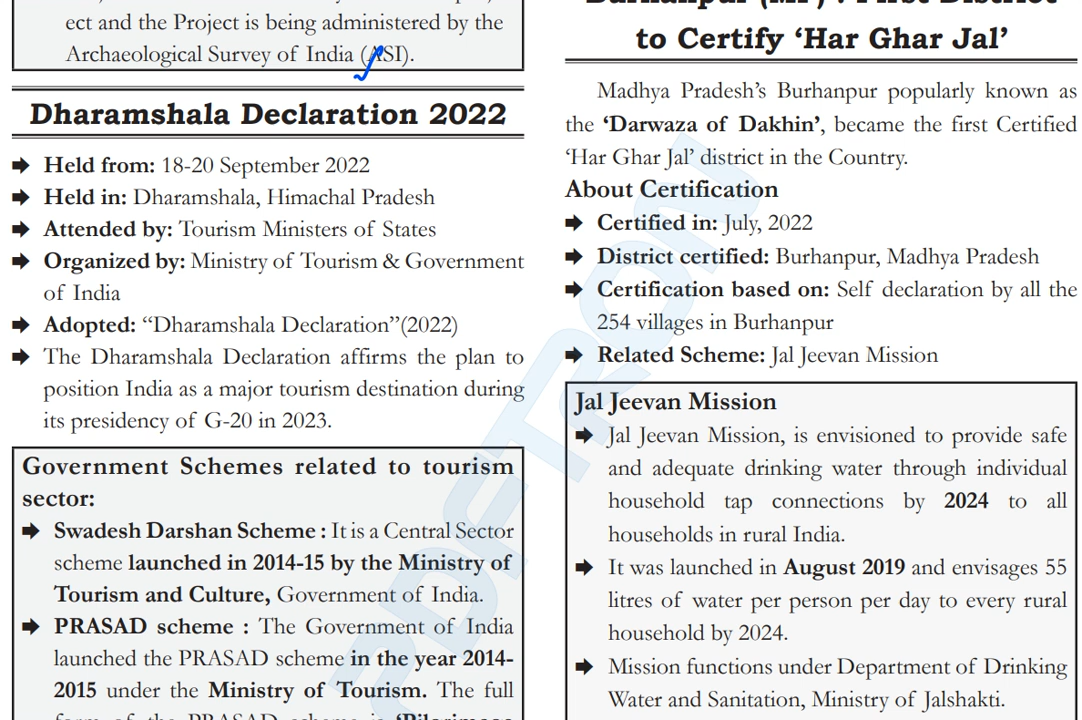 ect and the Project is being administered by the
Archaeological Survey of India (ASI).
Dharamshala Declaration 2022
➡ Held from: 18-20 September 2022
➡ Held in: Dharamshala, Himachal Pradesh
➡ Attended by: Tourism Ministers of States
➡ Organized by: Ministry of Tourism & Government
of India
➡ Adopted: “Dharamshala Declaration”(2022)
➡ The Dharamshala Declaration affirms the plan to
position India as a major tourism destination during
its presidency of G-20 in 2023.
Government Schemes related to tourism
sector:
➡ Swadesh Darshan Scheme : It is a Central Sector
scheme launched in 2014-15 by the Ministry of
Tourism and Culture, Government of India.
➡ PRASAD scheme : The Government of India
launched the PRASAD scheme in the year 2014-
2015 under the Ministry of Tourism. The full
form of the PRASAD scheme is ‘Pilgrimage
Burhanpur (MP) : First District
to Certify ‘Har Ghar Jal’
Madhya Pradesh’s Burhanpur popularly known as
the ‘Darwaza of Dakhin’, became the first Certified
‘Har Ghar Jal’ district in the Country.
About Certification
➡ Certified in: July, 2022
➡ District certified: Burhanpur, Madhya Pradesh
➡ Certification based on: Self declaration by all the
254 villages in Burhanpur
➡ Related Scheme: Jal Jeevan Mission
Jal Jeevan Mission
➡ Jal Jeevan Mission, is envisioned to provide safe
and adequate drinking water through individual
household tap connections by 2024 to all
households in rural India.
➡ It was launched in August 2019 and envisages 55
litres of water per person per day to every rural
household by 2024.
➡ Mission functions under Department of Drinking
Water and Sanitation, Ministry of Jalshakti.
PDFTRON